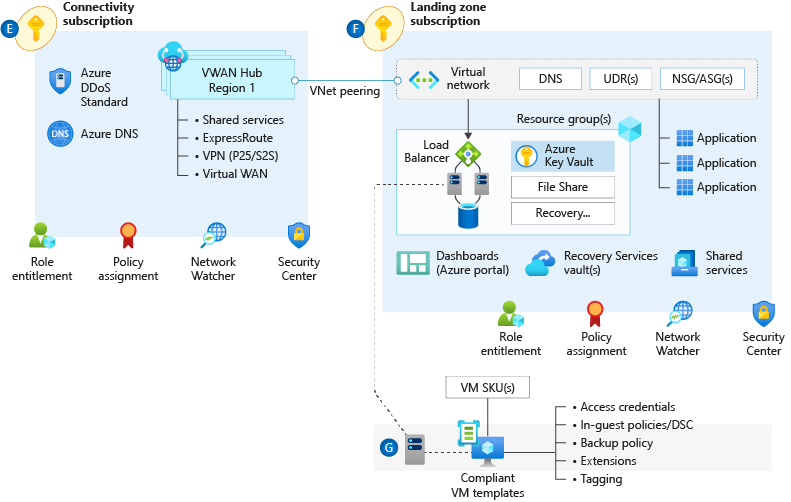 E
Connectivity
subscription
Azure
DDoS
Standard
DNS
Azure DNS
VWAN Hub
Region 1
• Shared services
• ExpressRoute
• VPN (P25/S2S)
• Virtual WAN
VNet peering
Role
entitlement
Policy
assignment
Network
Watcher
Security
Center
F
Landing zone
subscription
Virtual
network
DNS
UDR(s)
NSG/ASG(s)
Resource group(s)
Load
Balancer
Azure
Key Vault
File Share
Recovery...
Application
Application
Application
Dashboards
(Azure portal)
Recovery Services
vault(s)
Shared
services
Role
entitlement
Policy
assignment
Network
Watcher
Security
Center
VM SKU(s)
G
Compliant
VM templates
• Access credentials
• In-guest policies/DSC
• Backup policy
• Extensions
• Tagging